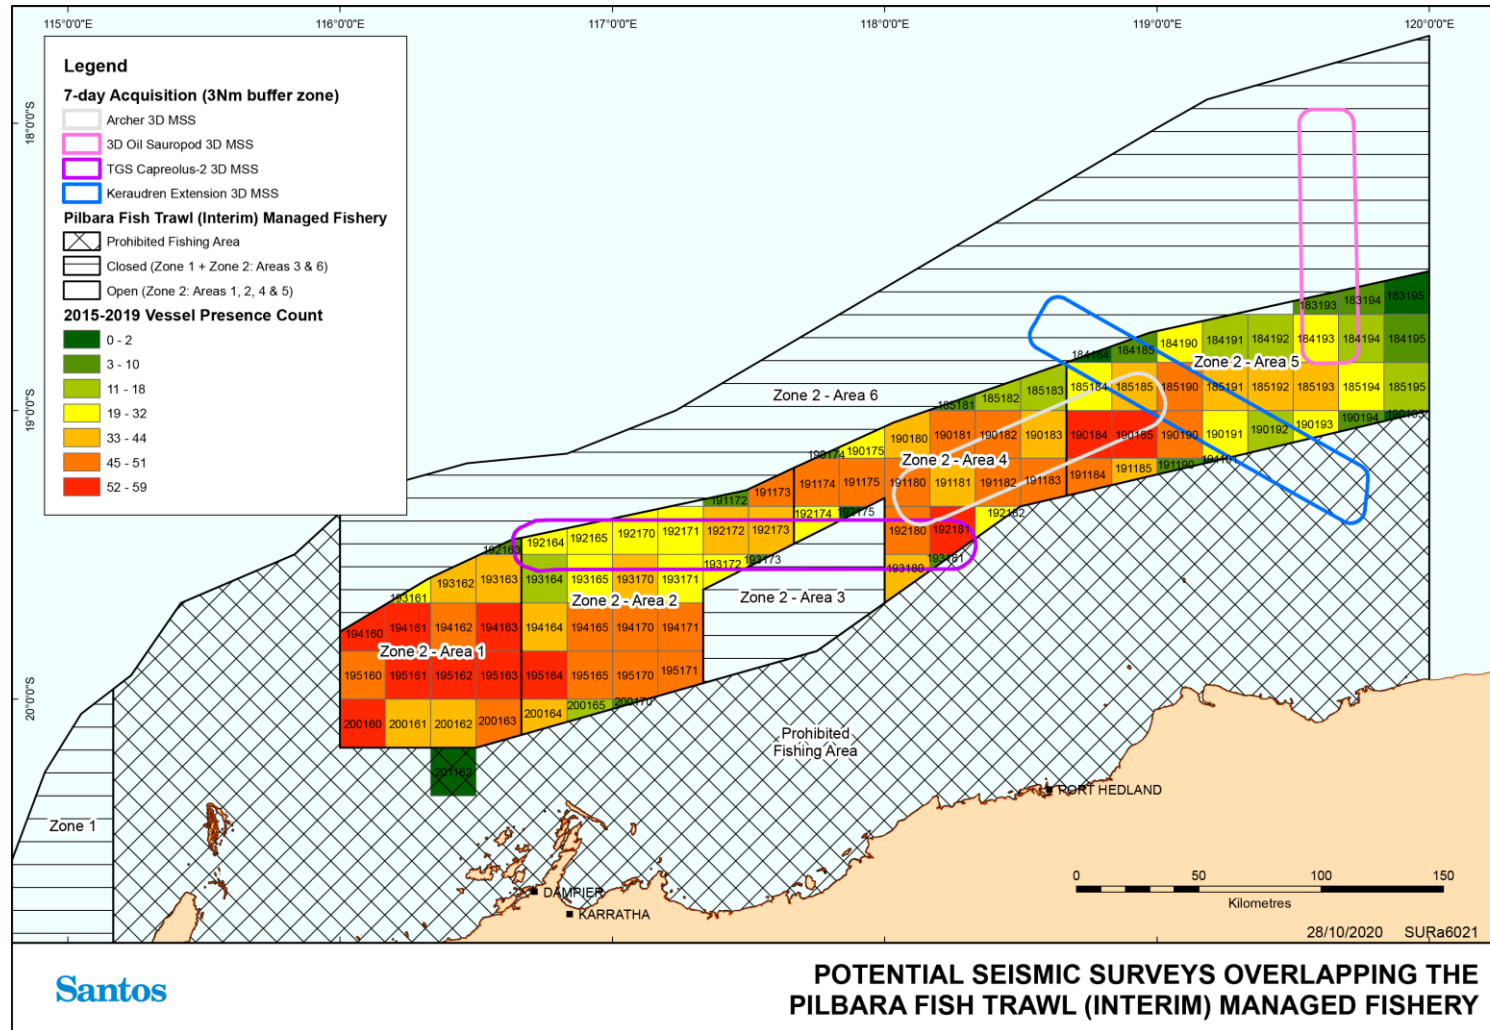 115°0'0"E
116°0'0"E
117°0'0"E
118°0'0"E
119°0'0"E
120°0'0"E
18°0'0"S
19°0'0"S
20°0'0"S
Legend
7-day Acquisition (3Nm buffer zone)
Archer 3D MSS
3D Oil Sauropod 3D MSS
TGS Capreolus-2 3D MSS
Keraudren Extension 3D MSS
Pilbara Fish Trawl (Interim) Managed Fishery
Prohibited Fishing Area
Closed (Zone 1 + Zone 2: Areas 3 & 6)
Open (Zone 2: Areas 1, 2, 4 & 5)
2015-2019 Vessel Presence Count
0 - 2
3 - 10
11 - 18
19 - 32
33 - 44
45 - 51
52 - 59
183193 183194 183195
184184 184185 184190 184191 184192 184193 184194 184195
Zone 2 - Area 5
Zone 2 - Area 6
185181 185182 185183 185184 185185 185190 185191 185192 185193 185194 185195
190174 190175 190180 190181 190182 190183 190184 190185 190190 190191 190192 190193 190194 190195
Zone 2 - Area 4
191172 191173 191174 191175 191180 191181 191182 191183 191184 191185 191190 191191
192163 192164 192165 192170 192171 192172 192173 192174 192175 192180 192181 192182
193161 193162 193163 193164 193165 193170 193171 193172 193173 193180 193181
Zone 2 - Area 2
Zone 2 - Area 3
194160 194161 194162 194163 194164 194165 194170 194171
Zone 2 - Area 1
195160 195161 195162 195163 195164 195165 195170 195171
200160 200161 200162 200163 200164 200165 200170
201162
Prohibited
Fishing Area
Zone 1
PORT HEDLAND
DAMPIER
KARRATHA
0 50 100 150
Kilometres
28/10/2020 SURa6021
Santos
POTENTIAL SEISMIC SURVEYS OVERLAPPING THE
PILBARA FISH TRAWL (INTERIM) MANAGED FISHERY